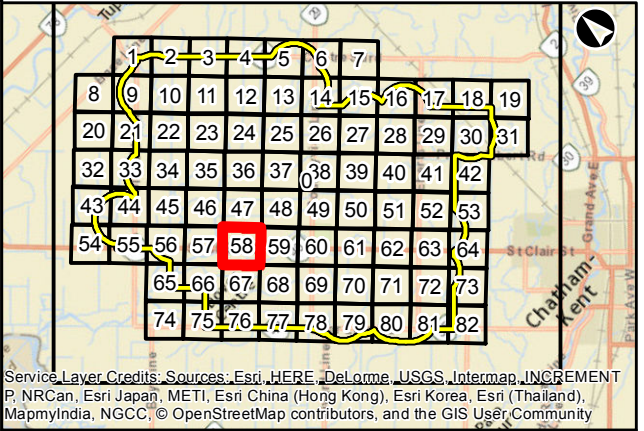 20
1 2 3 4 5 6 7
8 9 10 11 12 13 14 15 16 17 18 19
39
20 21 22 23 24 25 26 27 28 29 30 31
Rd
32 33 34 35 36 37 38 39 40 41 42
0
43 44 45 46 47 48 49 50 51 52 53
Grand Ave E
54 55 56 57 58 59 60 61 62 63 64
St Clair St
65 66 67 68 69 70 71 72 73
Chatham-
Kent
Park Ave W
74 75 76 77 78 79 80 81 82
Service Layer Credits: Sources: Esri, HERE, DeLorme, USGS, Intermap, INCREMENT
P, NRCan, Esri Japan, METI, Esri China (Hong Kong), Esri Korea, Esri (Thailand),
MapmyIndia, NGCC, © OpenStreetMap contributors, and the GIS User Community